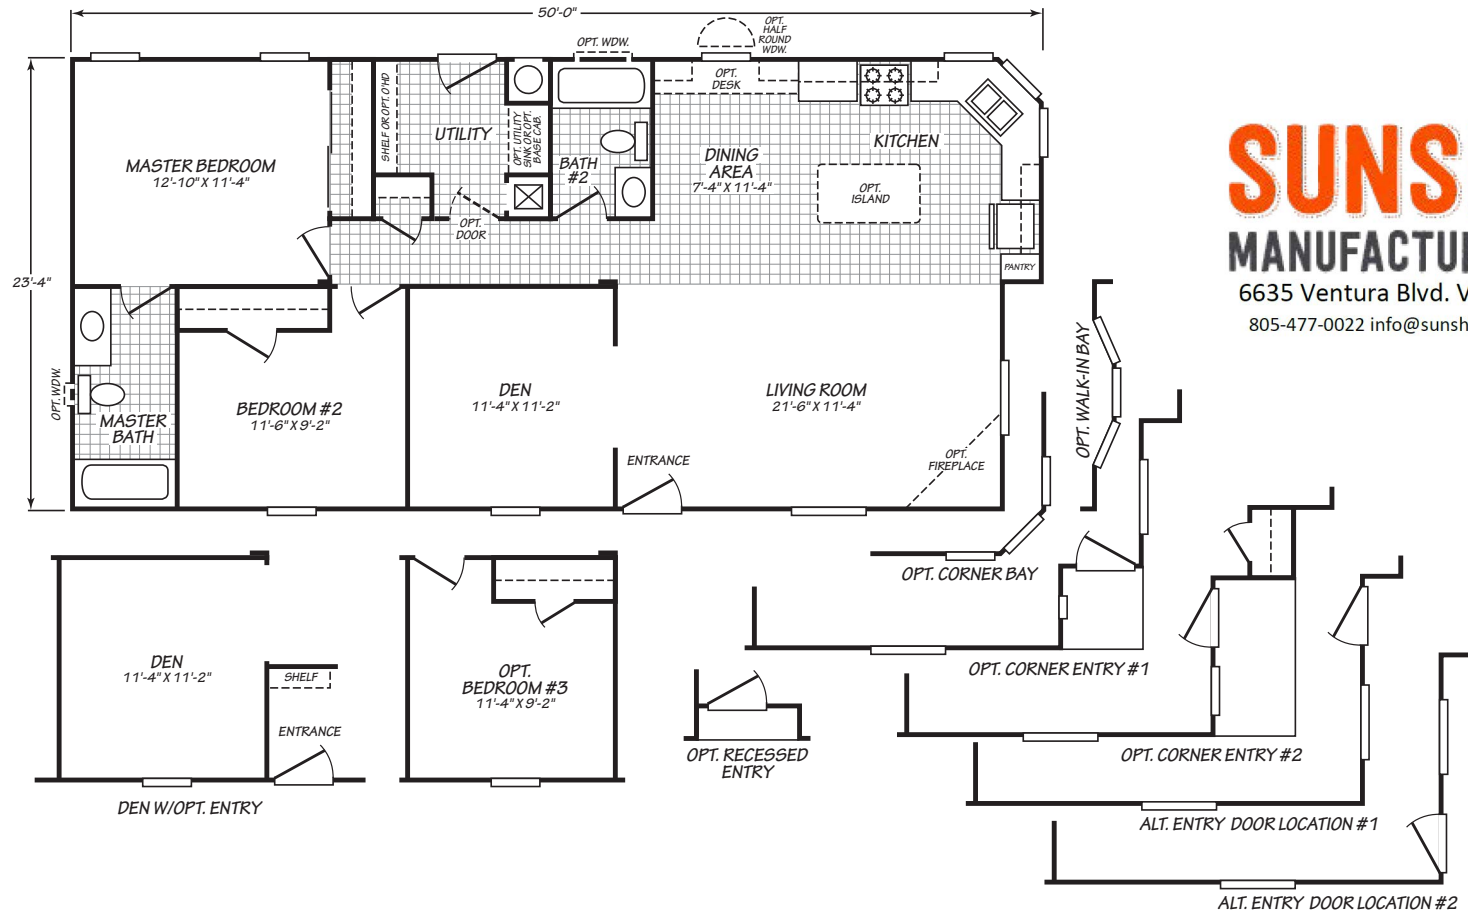 50'-0"
OPT.
HALF
ROUND
WDW.
OPT. WDW.
SHELF OR OPT. O'HD
UTILITY
OPT. UTILITY
SINK OR OPT.
BASE CAB.
OPT.
DESK
MASTER BEDROOM
12'-10" X 11'-4"
BATH
#2
DINING
AREA
7'-4" X 11'-4"
KITCHEN
OPT.
ISLAND
OPT.
DOOR
PANTRY
23'-4"
SUNS
MANUFACTU
6635 Ventura Blvd. V
805-477-0022 info@sunsh
OPT. WDW.
MASTER
BATH
BEDROOM #2
11'-6" X 9'-2"
DEN
11'-4" X 11'-2"
LIVING ROOM
21'-6" X 11'-4"
ENTRANCE
OPT.
FIREPLACE
OPT. WALK-IN BAY
OPT. CORNER BAY
DEN
11'-4" X 11'-2"
SHELF
ENTRANCE
DEN W/OPT. ENTRY
OPT.
BEDROOM #3
11'-4" X 9'-2"
OPT. RECESSED
ENTRY
OPT. CORNER ENTRY #1
OPT. CORNER ENTRY #2
ALT. ENTRY DOOR LOCATION #1
ALT. ENTRY DOOR LOCATION #2